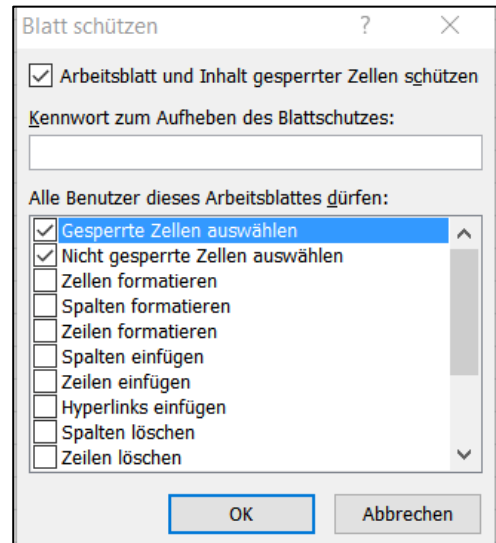 Blatt schützen ?
Arbeitsblatt und Inhalt gesperrter Zellen schützen
Kennwort zum Aufheben des Blattschutzes:
Alle Benutzer dieses Arbeitsblattes dürfen:
Gesperrte Zellen auswählen
Nicht gesperrte Zellen auswählen
Zellen formatieren
Spalten formatieren
Zeilen formatieren
Spalten einfügen
Zeilen einfügen
Hyperlinks einfügen
Spalten löschen
Zeilen löschen
OK Abbrechen